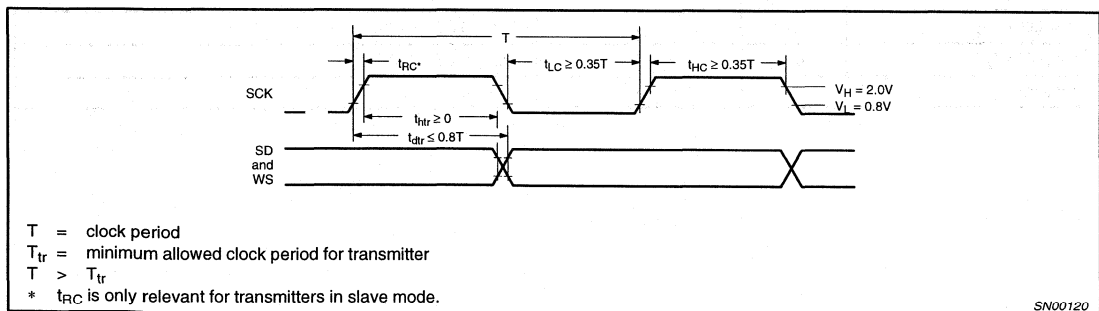 T
tRC*
tLC ≥ 0.35T
tHC ≥ 0.35T
SCK
VH = 2.0V
VL = 0.8V
thtr ≥ 0
tdtr ≤ 0.8T
SD
and
WS
T = clock period
Ttr = minimum allowed clock period for transmitter
T > Ttr
* tRC is only relevant for transmitters in slave mode.
SN00120